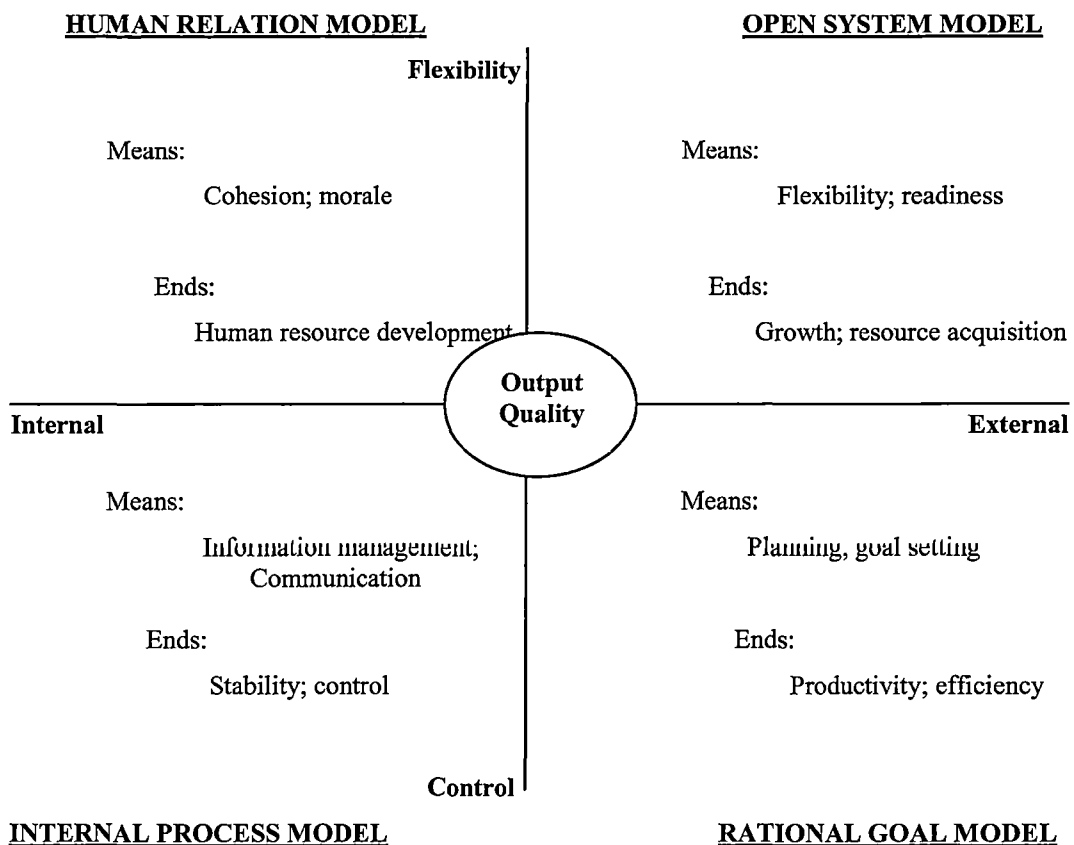 HUMAN RELATION MODEL
OPEN SYSTEM MODEL
Flexibility
Means:
Cohesion; morale
Ends:
Human resource development
Means:
Flexibility; readiness
Ends:
Growth; resource acquisition
Output
Quality
Internal
External
Means:
Information management;
Communication
Ends:
Stability; control
Means:
Planning, goal setting
Ends:
Productivity; efficiency
Control
INTERNAL PROCESS MODEL
RATIONAL GOAL MODEL